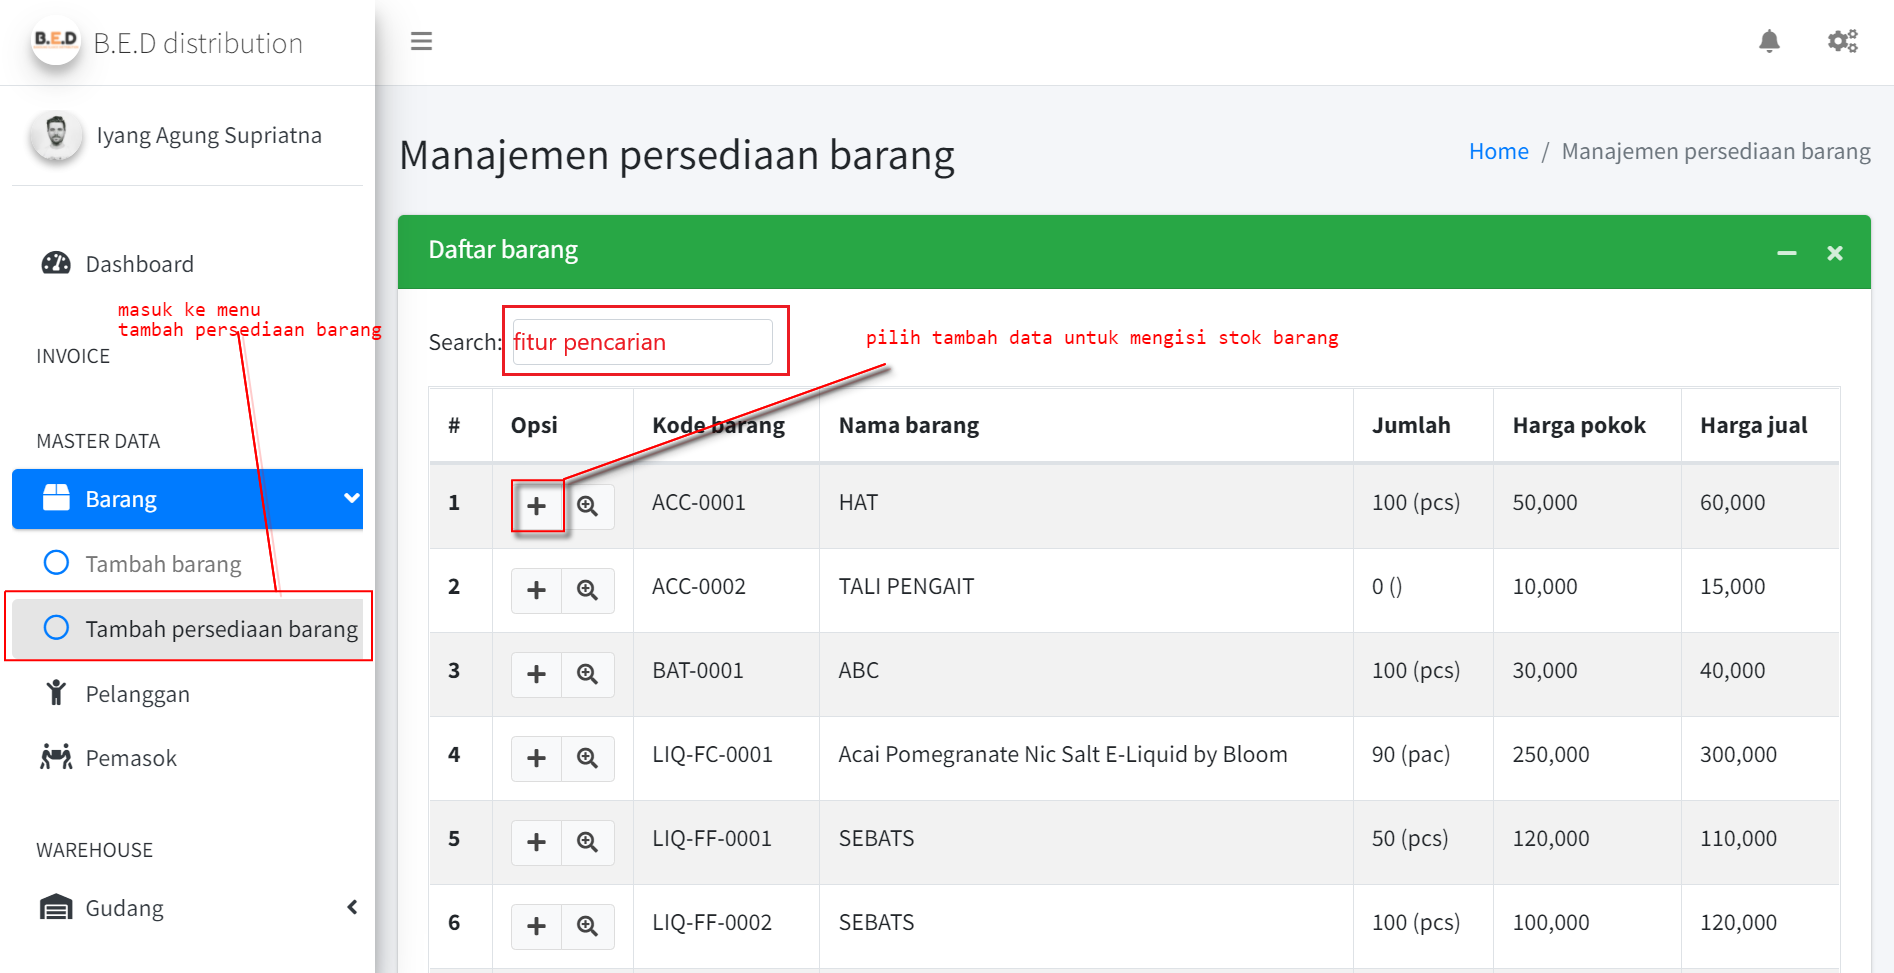 B.E.D
B.E.D distribution
Iyang Agung Supriatna
Manajemen persediaan barang
Home / Manajemen persediaan barang
Dashboard
masuk ke menu
tambah persediaan barang
INVOICE
MASTER DATA
Barang
Tambah barang
Tambah persediaan barang
Pelanggan
Pemasok
WAREHOUSE
Gudang
Daftar barang
Search: fitur pencarian
pilih tambah data untuk mengisi stok barang
# Opsi Kode barang Nama barang Jumlah Harga pokok Harga jual
1 ACC-0001 HAT 100 (pcs) 50,000 60,000
2 ACC-0002 TALI PENGAIT 0 () 10,000 15,000
3 BAT-0001 ABC 100 (pcs) 30,000 40,000
4 LIQ-FC-0001 Acai Pomegranate Nic Salt E-Liquid by Bloom 90 (pac) 250,000 300,000
5 LIQ-FF-0001 SEBATS 50 (pcs) 120,000 110,000
6 LIQ-FF-0002 SEBATS 100 (pcs) 100,000 120,000